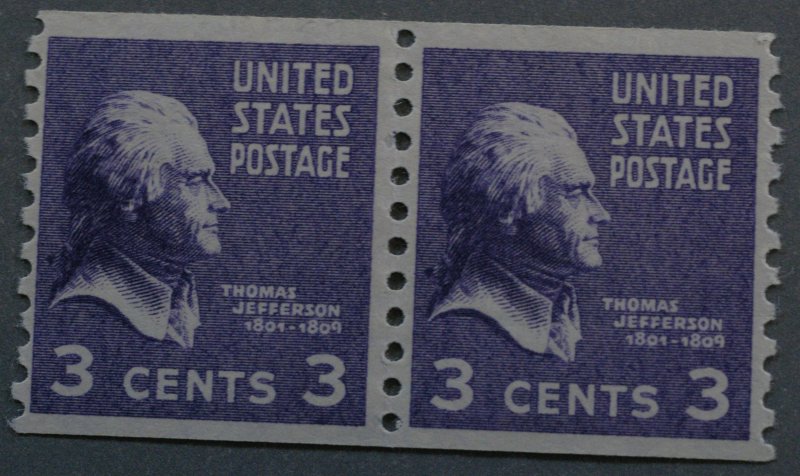 UNITED
STATES
POSTAGE
THOMAS
JEFFERSON
1801-1809
3 CENTS 3
UNITED
STATES
POSTAGE
THOMAS
JEFFERSON
1801-1809
3 CENTS 3